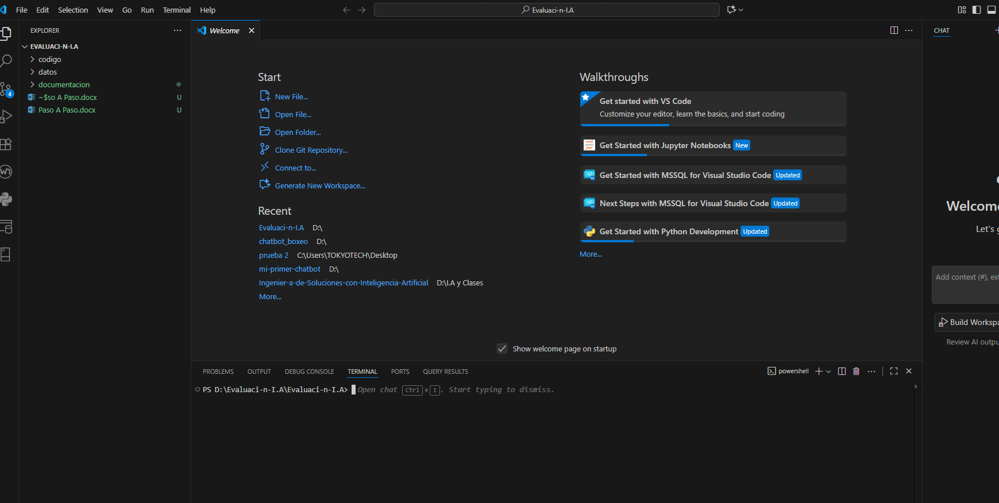 File Edit Selection View Go Run Terminal Help
Evaluaci-n-I.A
EXPLORER
EVALUACI-N-I.A
codigo
datos
documentacion
~$so A Paso.docx U
Paso A Paso.docx U
4
Welcome
Start
New File...
Open File...
Open Folder...
Clone Git Repository...
Connect to...
Generate New Workspace...
Recent
Evaluaci-n-I.A D:\
chatbot_boxeo D:\
prueba 2 C:\Users\TOKYOTECH\Desktop
mi-primer-chatbot D:\
Ingenier-a-de-Soluciones-con-Inteligencia-Artificial D:\I.A y Clases
More...
Walkthroughs
Get started with VS Code
Customize your editor, learn the basics, and start coding
Get Started with Jupyter Notebooks New
Get Started with MSSQL for Visual Studio Code Updated
Next Steps with MSSQL for Visual Studio Code Updated
Get Started with Python Development Updated
More...
Show welcome page on startup
PROBLEMS OUTPUT DEBUG CONSOLE TERMINAL PORTS QUERY RESULTS
powershell
PS D:\Evaluaci-n-I.A\Evaluaci-n-I.A> Open chat Ctrl+I. Start typing to dismiss.
CHAT
Welcome
Let's g
Add context (#), ext
Build Workspa
Review AI outpu